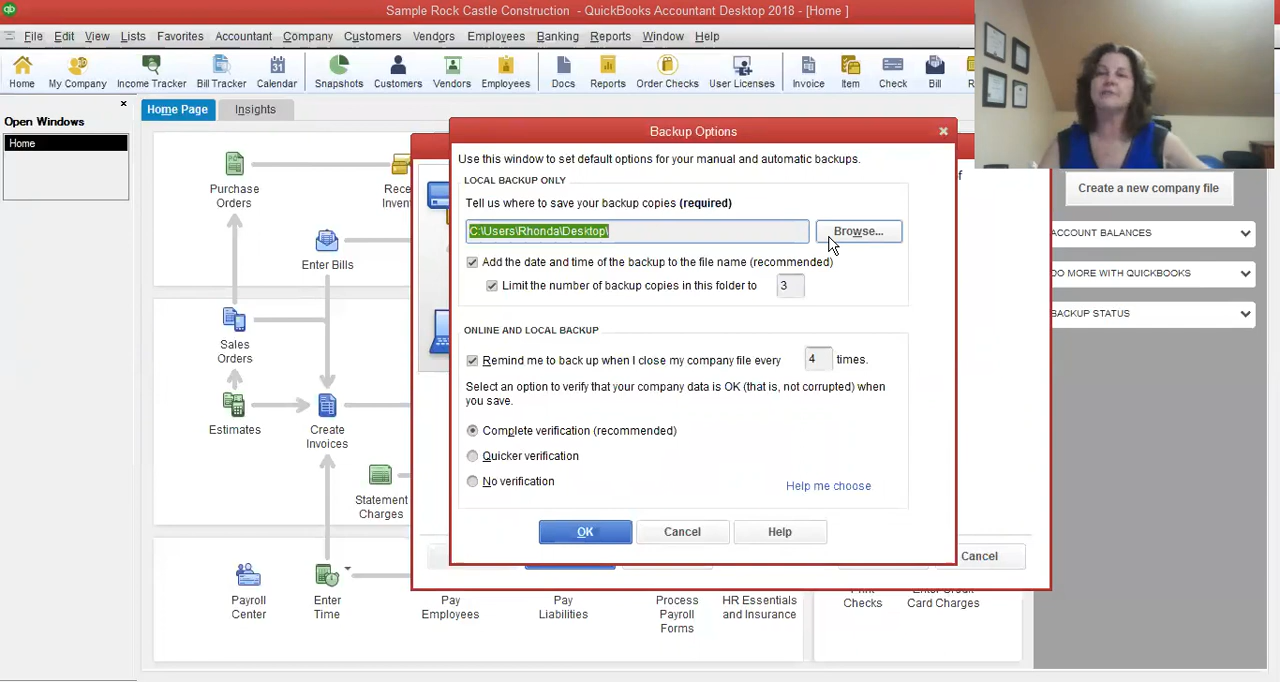 Sample Rock Castle Construction - QuickBooks Accountant Desktop 2018 - [Home ]
File Edit View Lists Favorites Accountant Company Customers Vendors Employees Banking Reports Window Help
Home My Company Income Tracker Bill Tracker Calendar Snapshots Customers Vendors Employees Docs Reports Order Checks User Licenses Invoice Item Check Bill
Open Windows
Home
Home Page Insights
Purchase
Orders
Enter Bills
Sales
Orders
Estimates
Create
Invoices
Statement
Charges
Payroll
Center
Enter
Time
Pay
Employees
Pay
Liabilities
Process
Payroll
Forms
HR Essentials
and Insurance
Checks
Card Charges
Backup Options
Use this window to set default options for your manual and automatic backups.
LOCAL BACKUP ONLY
Tell us where to save your backup copies (required)
C:\Users\Rhonda\Desktop\
Browse...
Add the date and time of the backup to the file name (recommended)
Limit the number of backup copies in this folder to 3
ONLINE AND LOCAL BACKUP
Remind me to back up when I close my company file every 4 times.
Select an option to verify that your company data is OK (that is, not corrupted) when
you save.
Complete verification (recommended)
Quicker verification
No verification
Help me choose
OK Cancel Help
of
Cancel
Create a new company file
ACCOUNT BALANCES
DO MORE WITH QUICKBOOKS
BACKUP STATUS